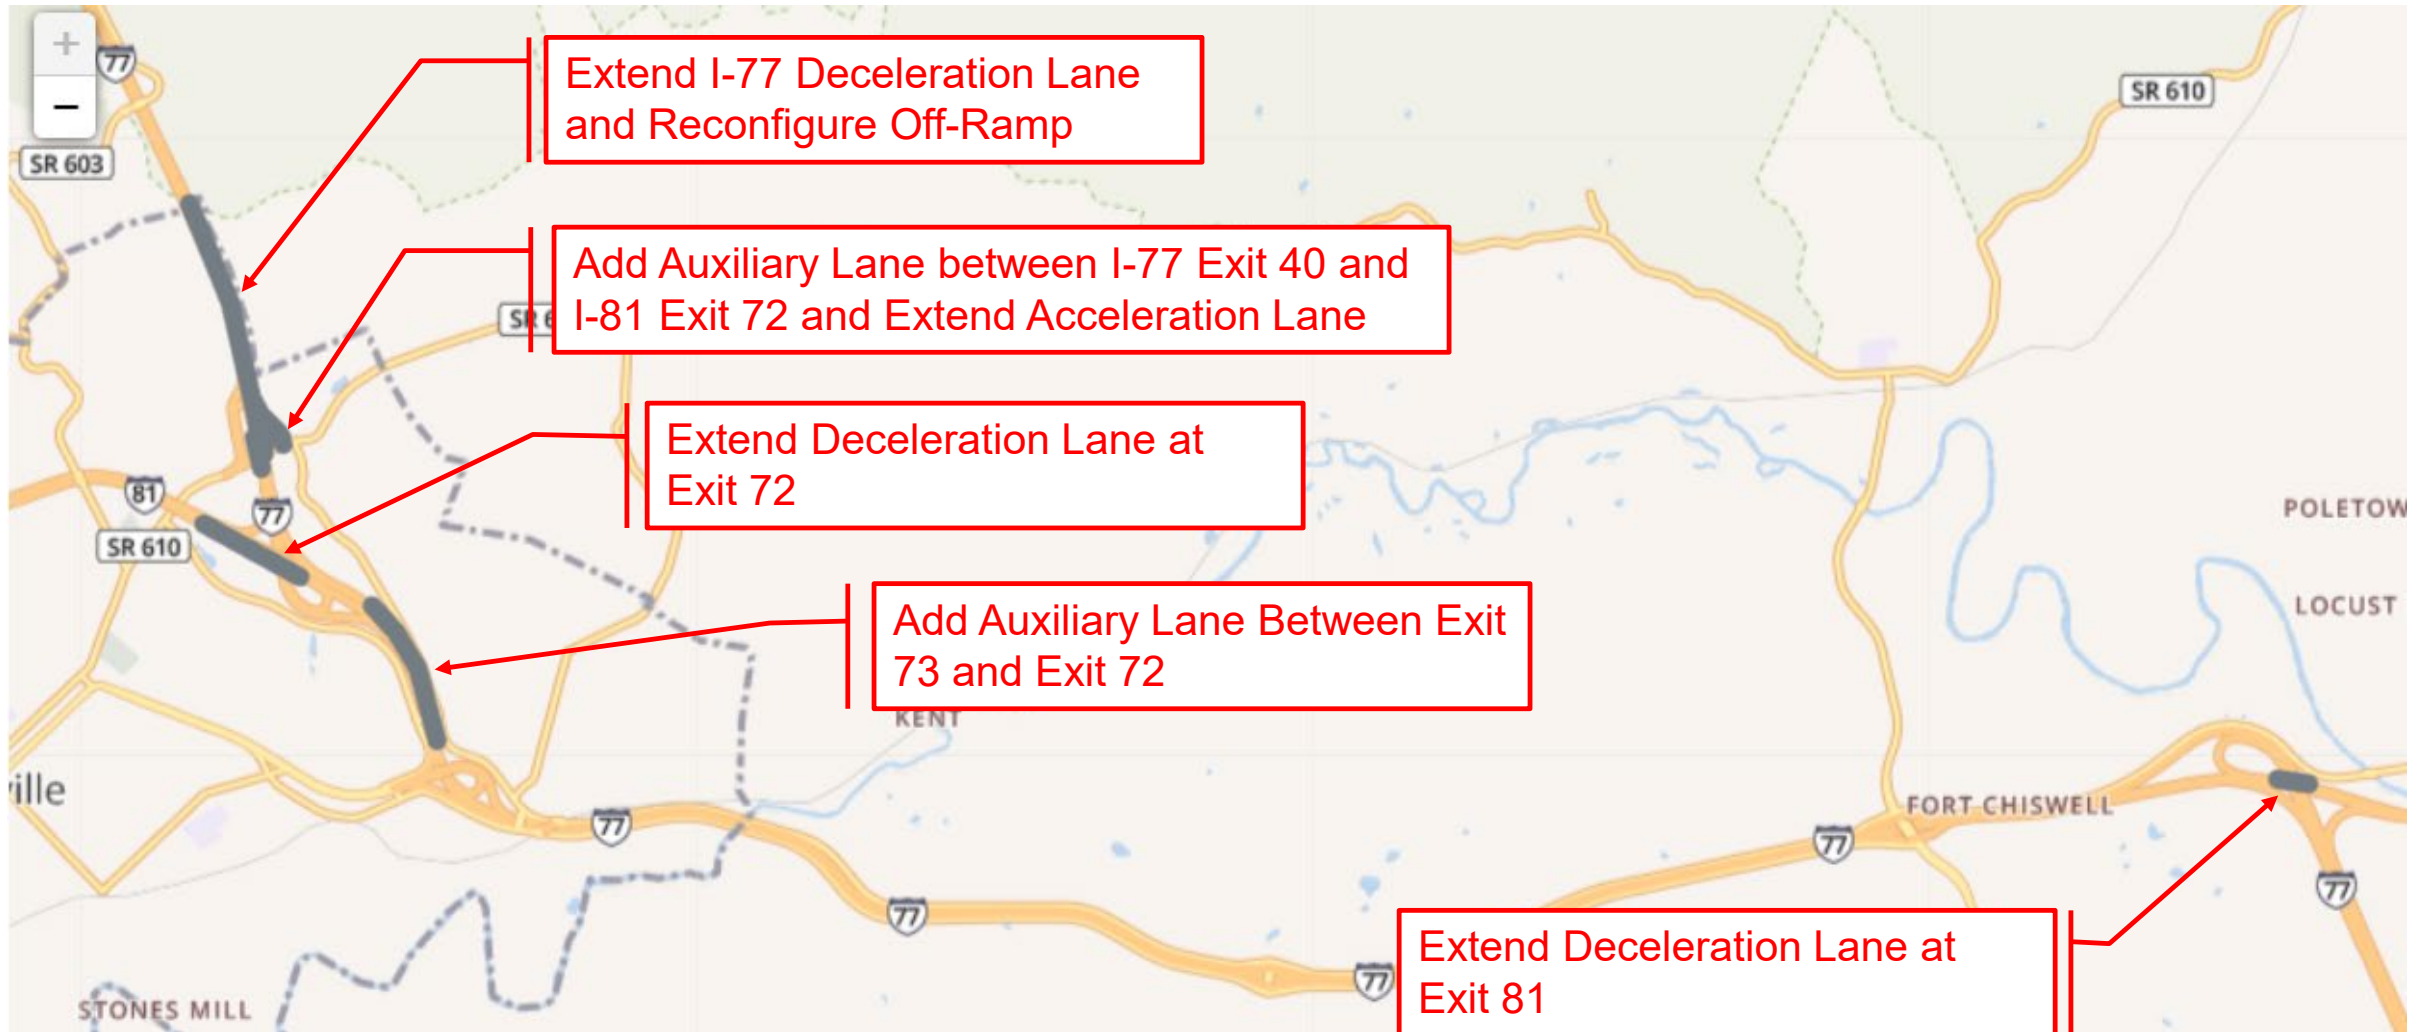 +
−
77
SR 603
Extend I-77 Deceleration Lane
and Reconfigure Off-Ramp
SR 610
Add Auxiliary Lane between I-77 Exit 40 and
I-81 Exit 72 and Extend Acceleration Lane
SR 6
Extend Deceleration Lane at
Exit 72
81
77
SR 610
POLETOW
LOCUST
Add Auxiliary Lane Between Exit
73 and Exit 72
KENT
ville
77
FORT CHISWELL
77
77
77
77
Extend Deceleration Lane at
Exit 81
STONES MILL